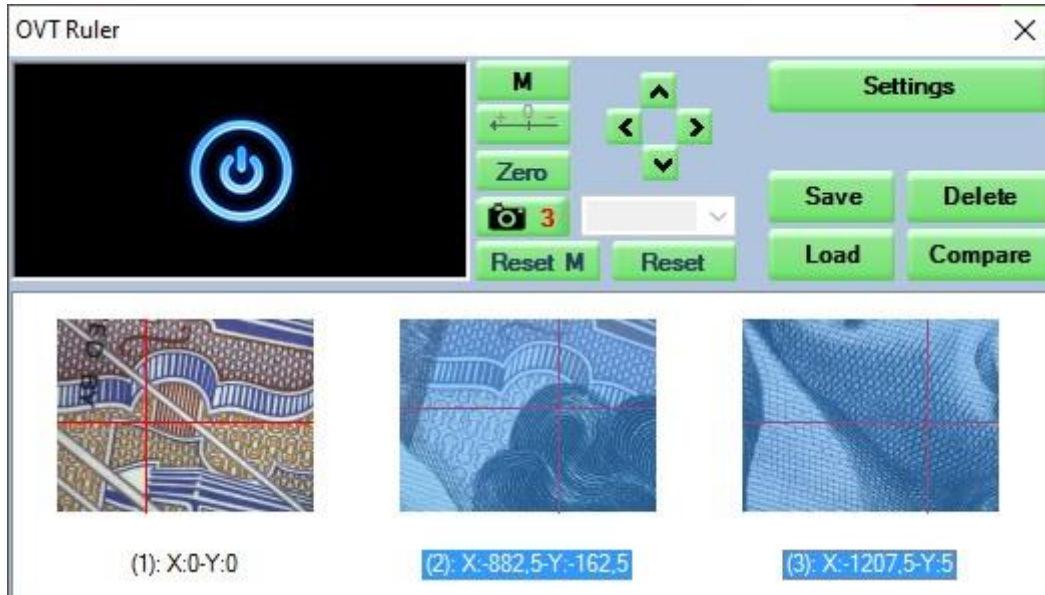 OVT Ruler
M
Settings
+ 0 -
Zero
Save
Delete
3
Reset M
Reset
Load
Compare
(1): X:0-Y:0
(2): X:-882,5-Y:-162,5
(3): X:-1207,5-Y:5